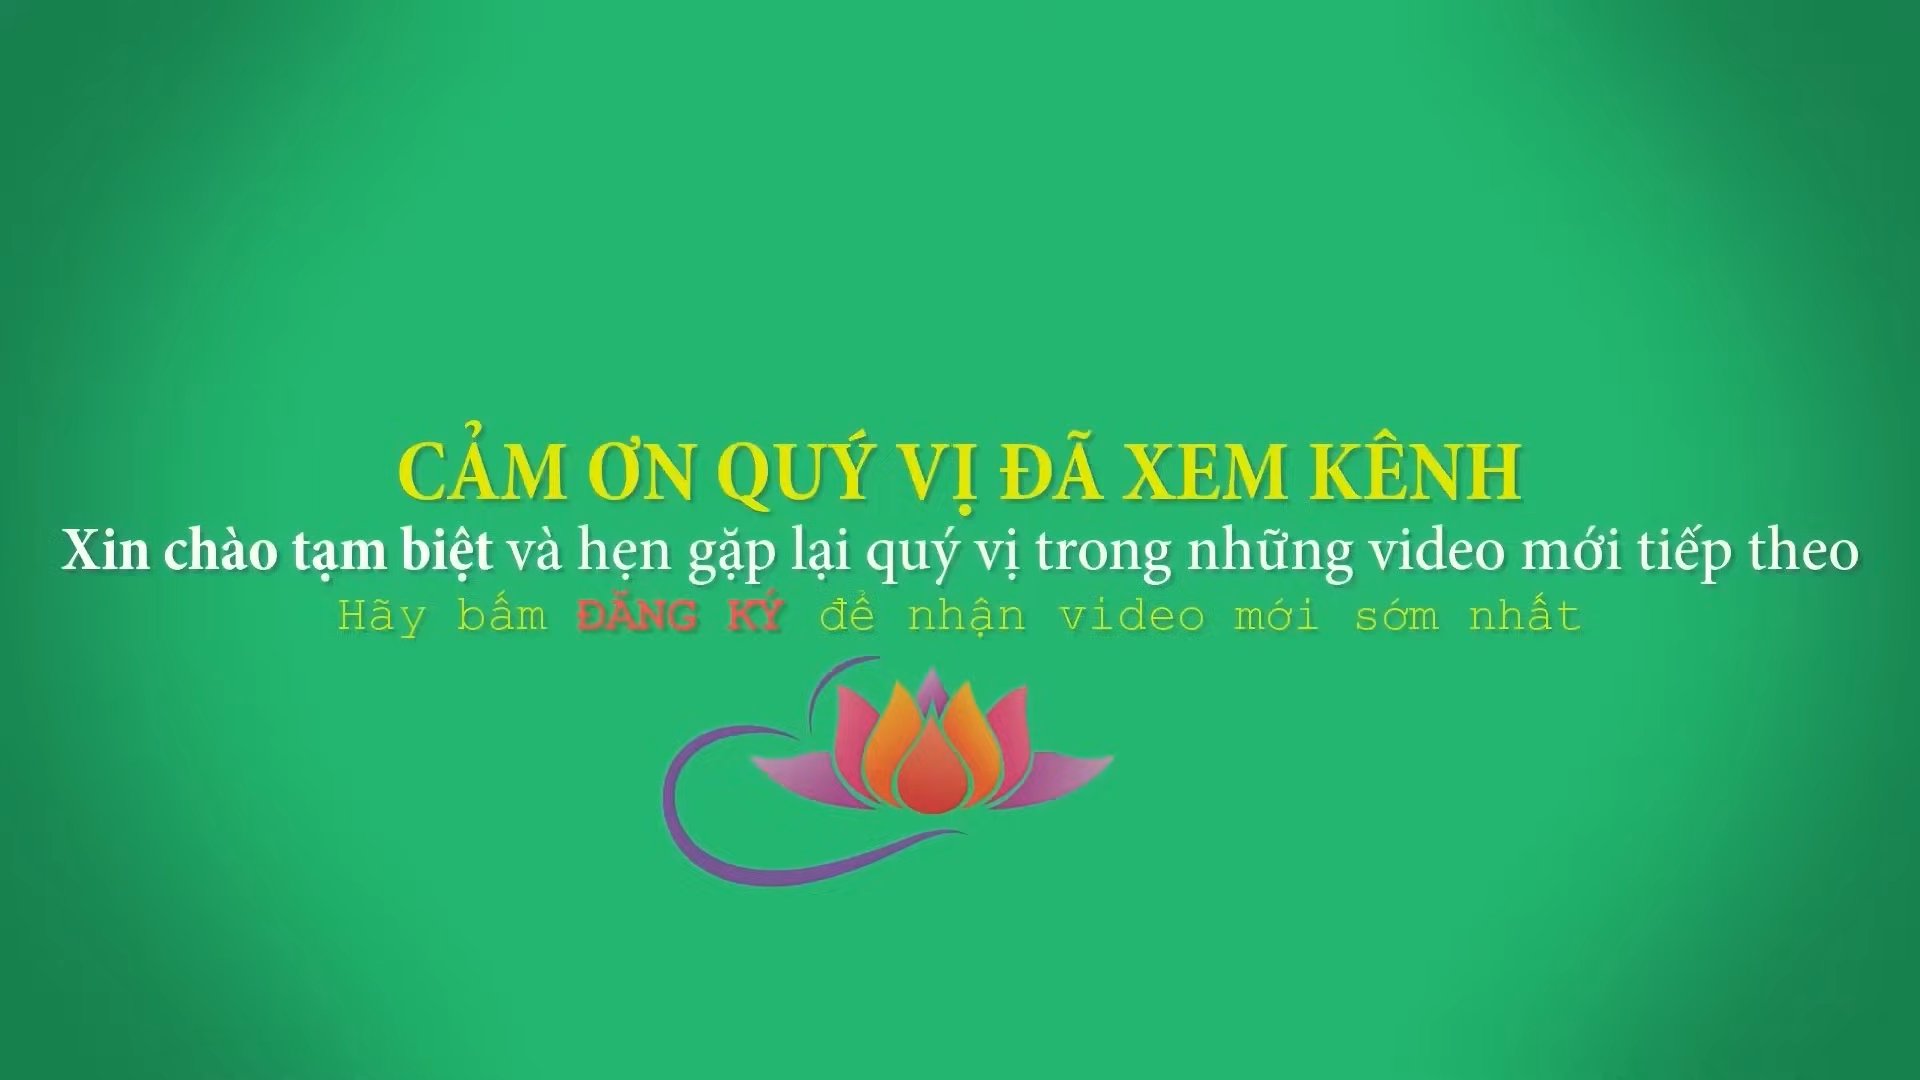 CẢM ƠN QUÝ VỊ ĐÃ XEM KÊNH
Xin chào tạm biệt và hẹn gặp lại quý vị trong những video mới tiếp theo
Hãy bấm ĐĂNG KÝ để nhận video mới sớm nhất